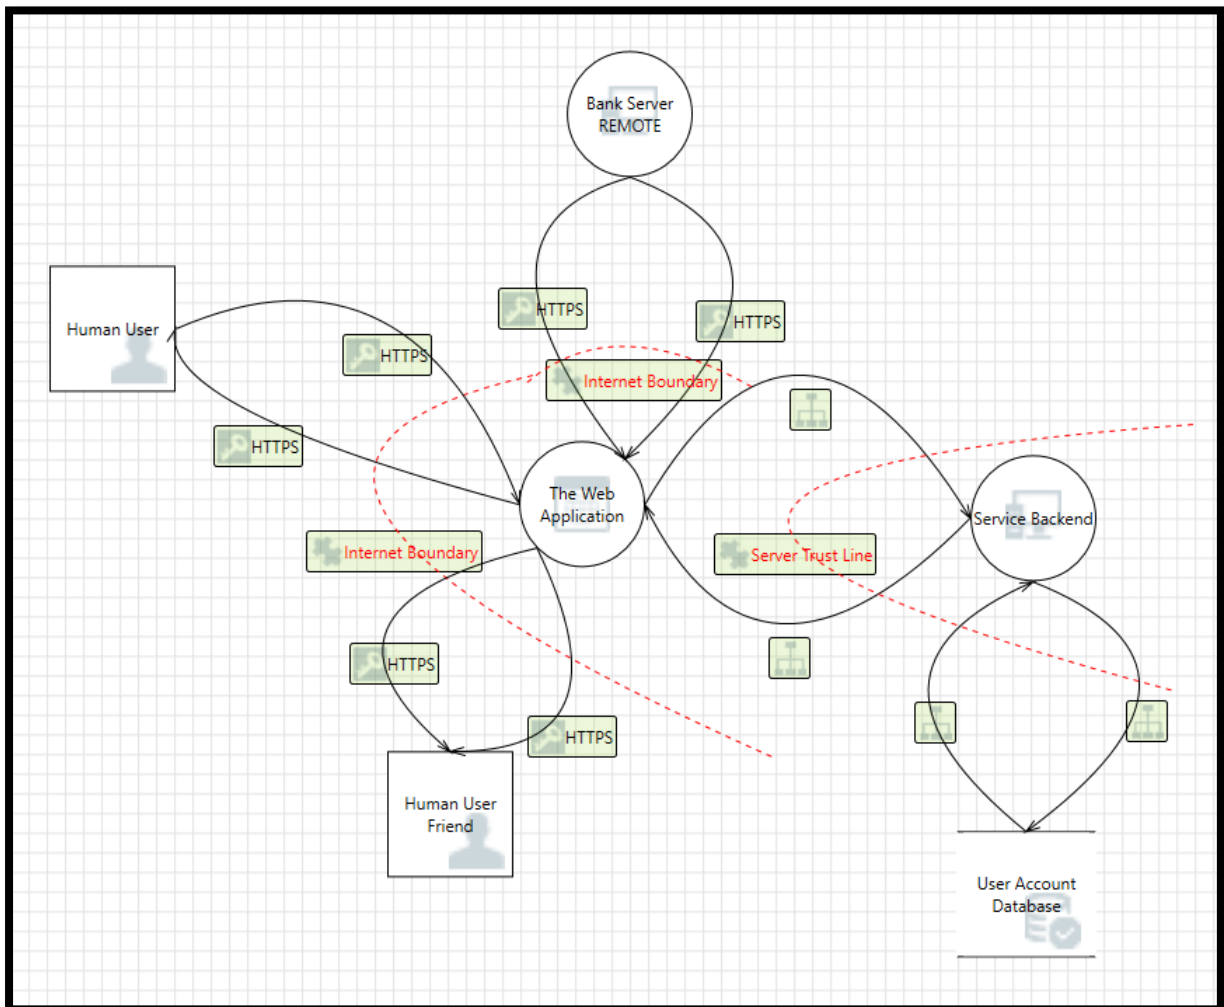 Bank Server
REMOTE
HTTPS
HTTPS
Human User
HTTPS
HTTPS
Internet Boundary
The Web
Application
Service Backend
Internet Boundary
Server Trust Line
HTTPS
HTTPS
Human User
Friend
User Account
Database